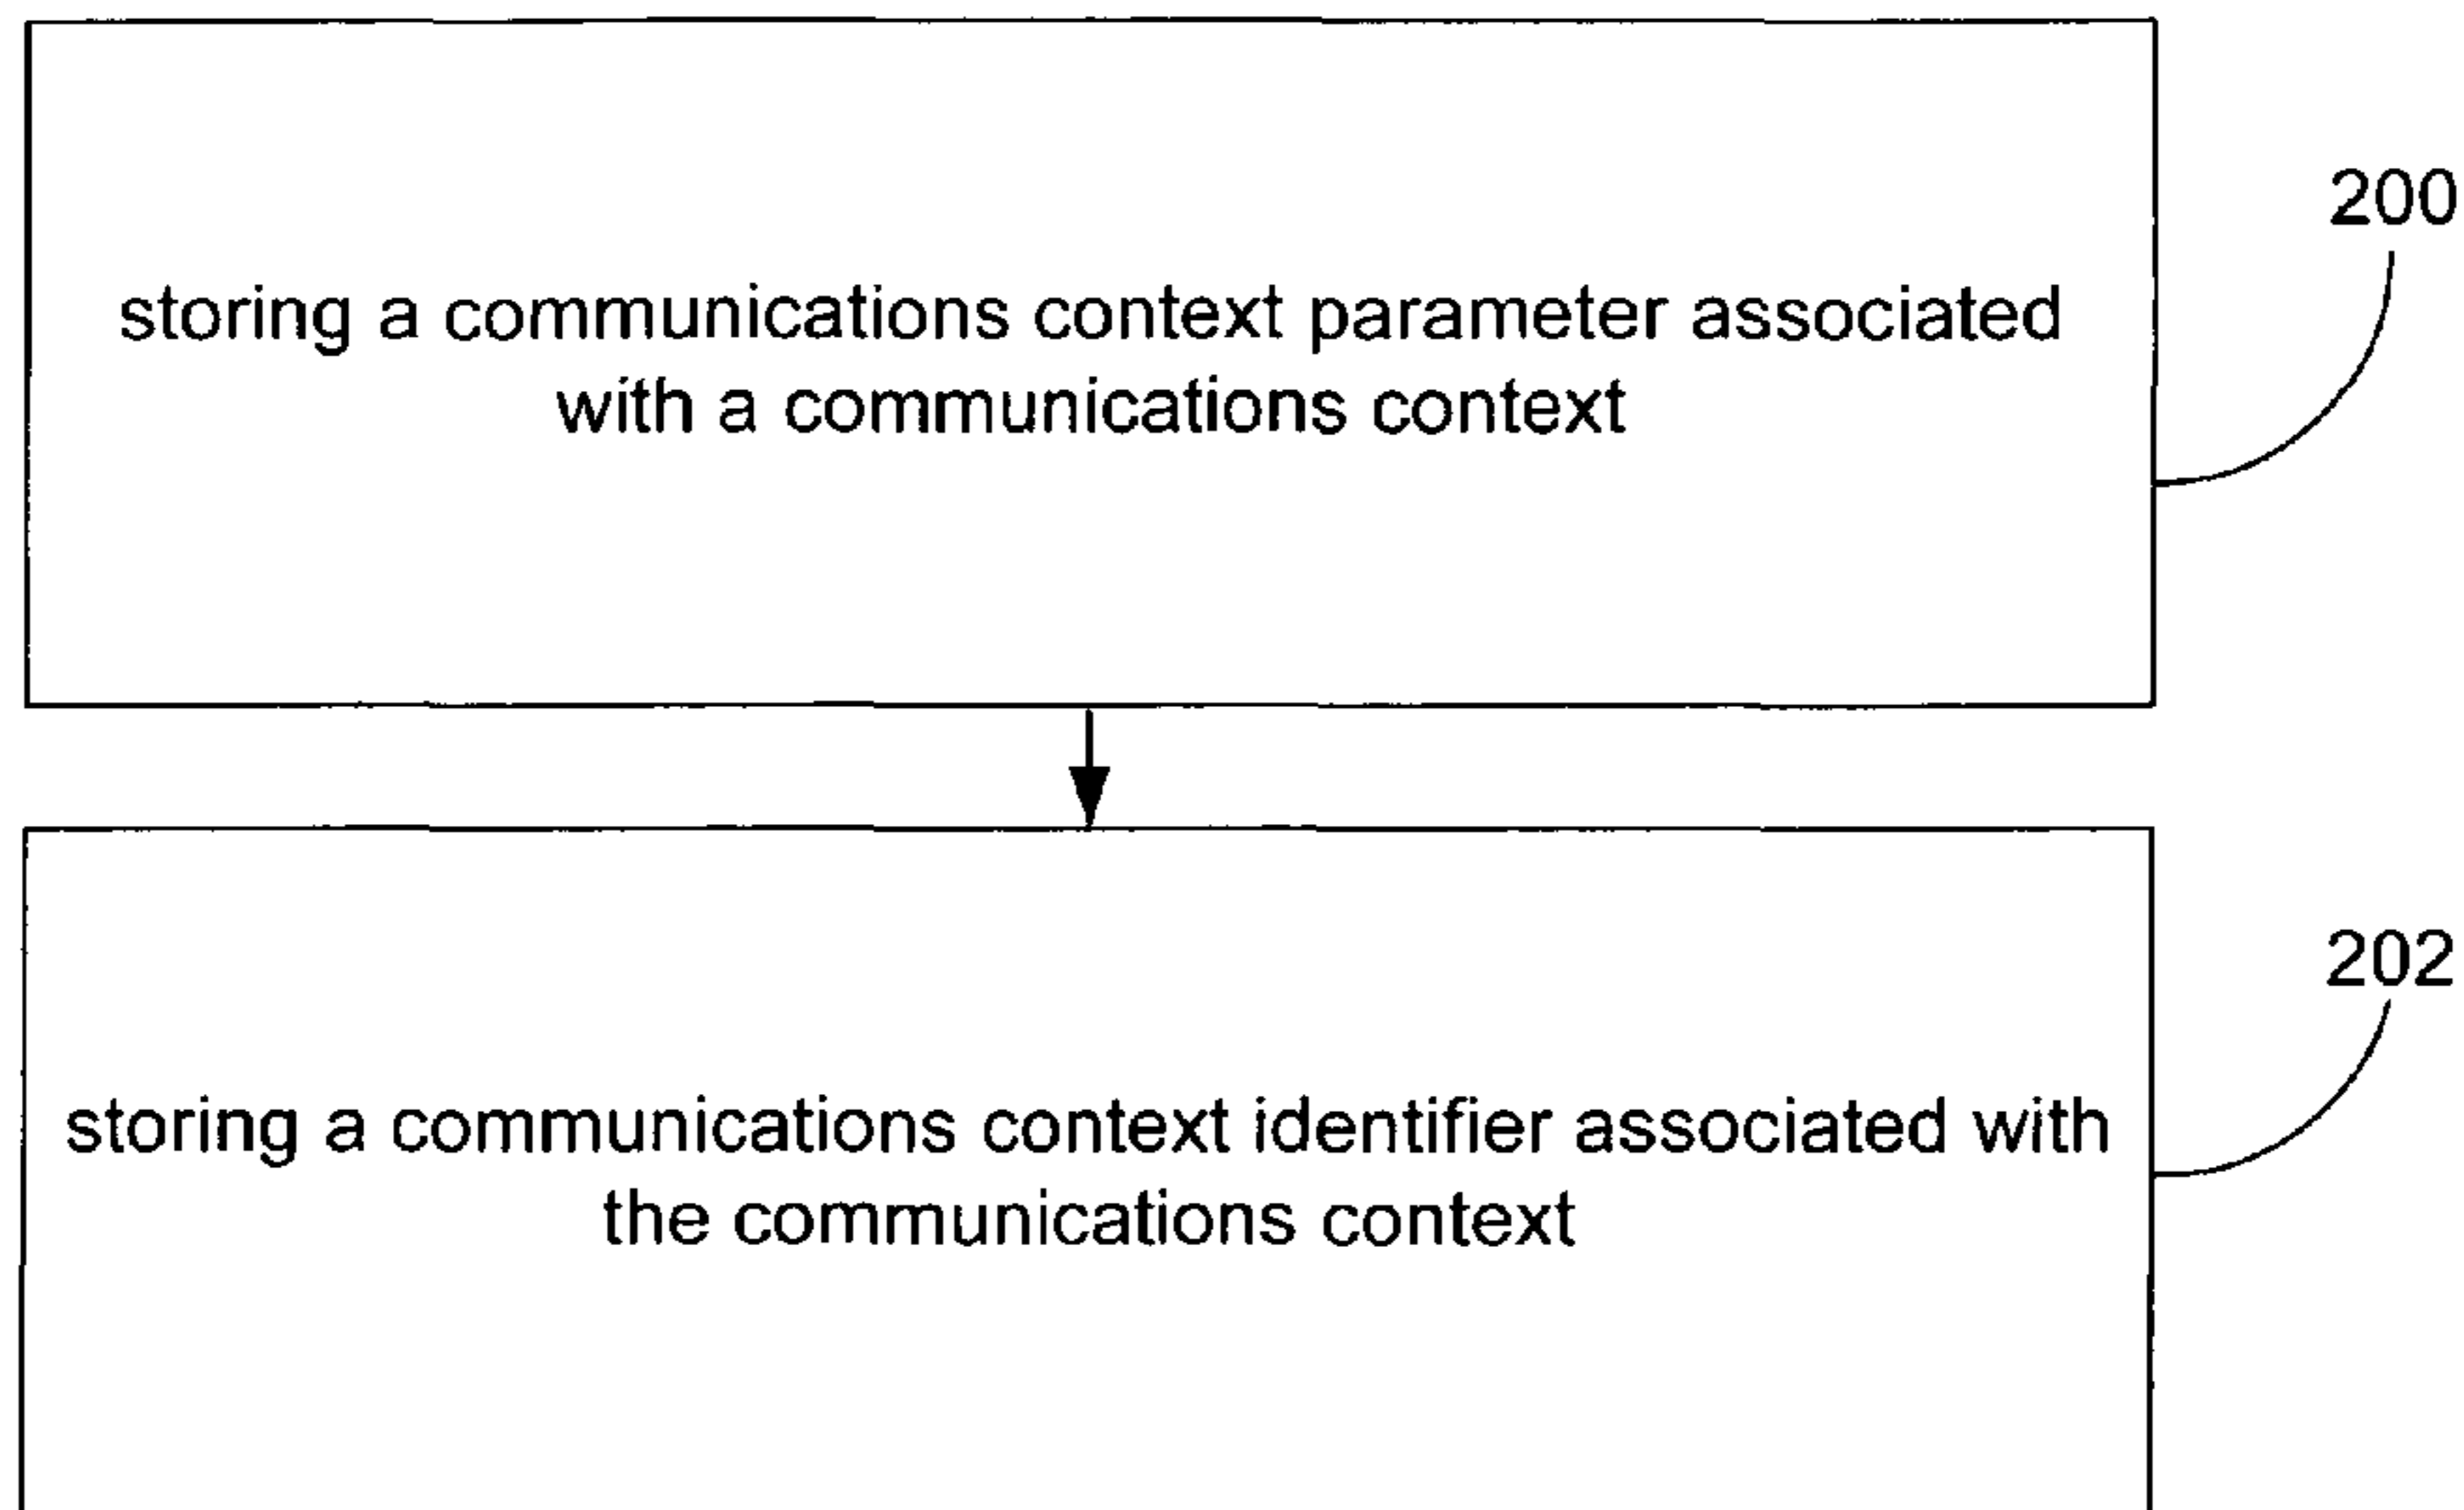 200
storing a communications context parameter associated
with a communications context
202
storing a communications context identifier associated with
the communications context